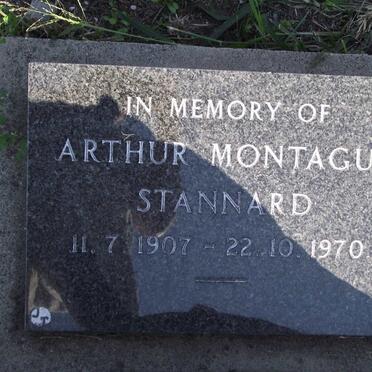 IN MEMORY OF
ARTHUR MONTAGU
STANNARD
11.7.1907 - 22.10.1970